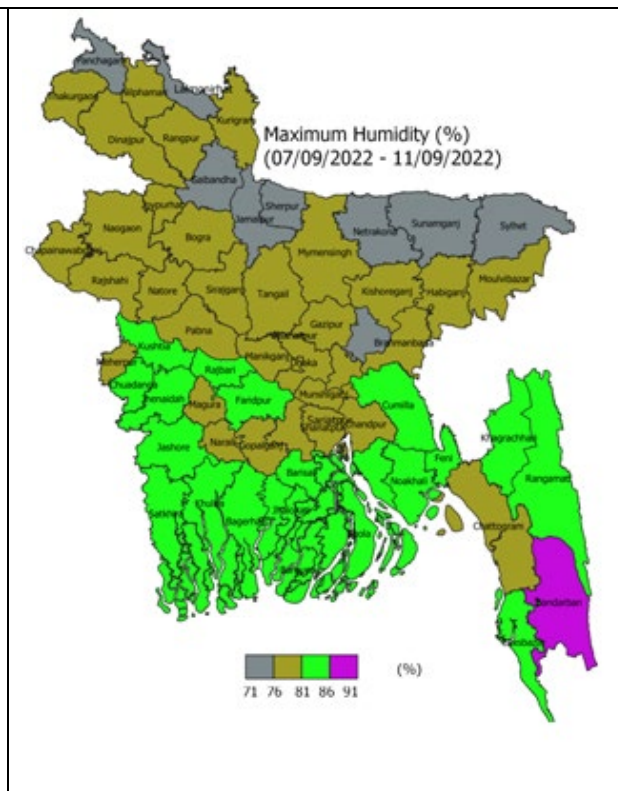 Panchagarh
Lalmonirhat
Nilphamari
Thakurgaon
Kurigram
Dinajpur
Rangpur
Maximum Humidity (%)
(07/09/2022 - 11/09/2022)
Gaibandha
Sherpur
Jamalpur
Netrakona
Sunamganj
Sylhet
Joypurhat
Naogaon
Bogra
Mymensingh
Chapainawabganj
Rajshahi
Natore
Sirajganj
Tangail
Kishoreganj
Habiganj
Moulvibazar
Gazipur
Pabna
Brahmanbaria
Kushtia
Manikganj
Dhaka
Meherpur
Rajbari
Chuadanga
Jhenaidah
Faridpur
Munshiganj
Cumilla
Magura
Chandpur
Narail
Gopalganj
Khagrachhari
Jashore
Barisal
Feni
Noakhali
Rangamati
Satkhira
Khulna
Bagerhat
Bhola
Chattogram
Bandarban
(%)
71 76 81 86 91